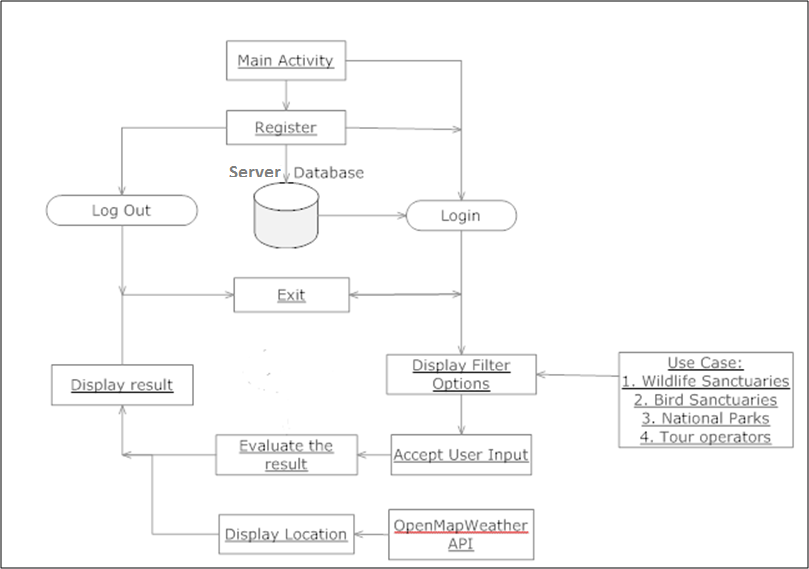 Main Activity
Register
Server Database
Log Out
Login
Exit
Display Filter
Options
Use Case:
1. Wildlife Sanctuaries
2. Bird Sanctuaries
3. National Parks
4. Tour operators
Display result
Evaluate the
result
Accept User Input
Display Location
OpenMapWeather
API